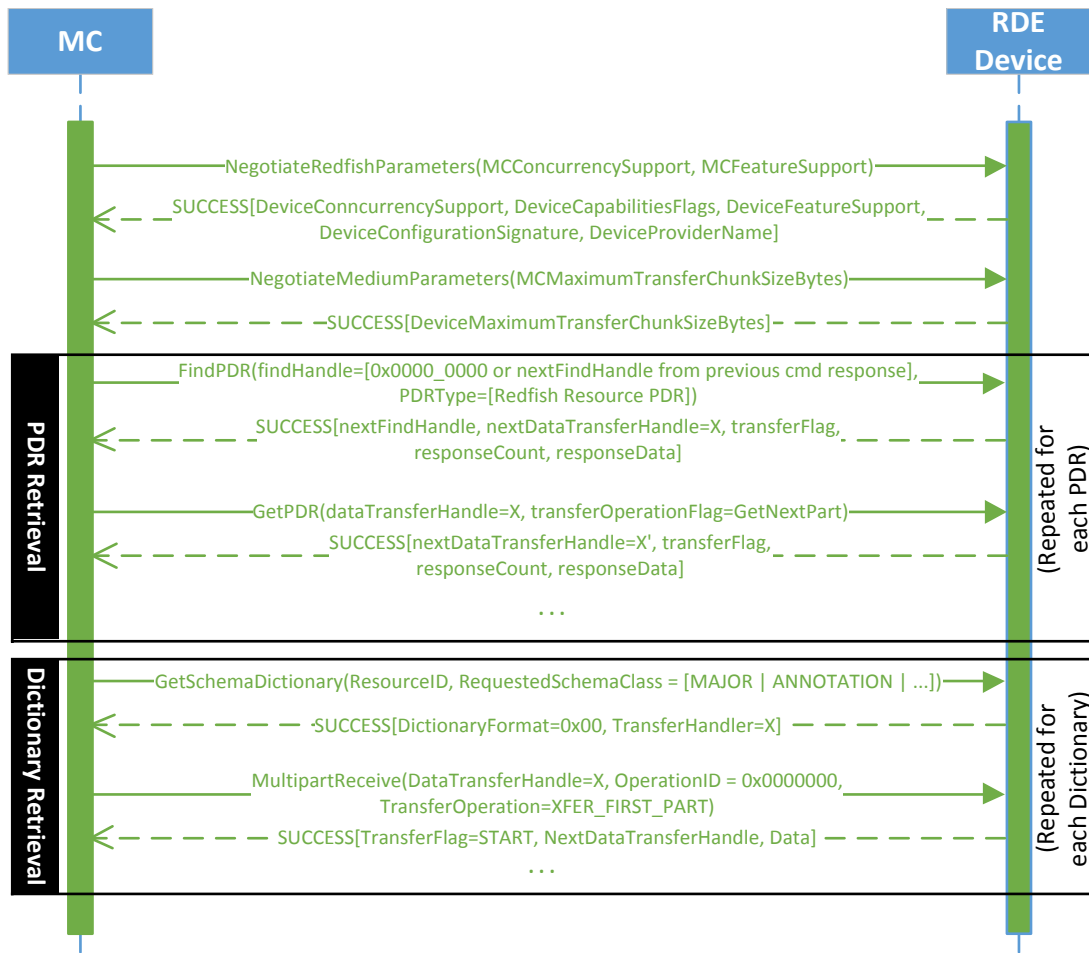 MC
RDE
Device
NegotiateRedfishParameters(MCConcurrencySupport, MCFeatureSupport)
SUCCESS[DeviceConncurrencySupport, DeviceCapabilitiesFlags, DeviceFeatureSupport,
DeviceConfigurationSignature, DeviceProviderName]
NegotiateMediumParameters(MCMaximumTransferChunkSizeBytes)
SUCCESS[DeviceMaximumTransferChunkSizeBytes]
PDR Retrieval
FindPDR(findHandle=[0x0000_0000 or nextFindHandle from previous cmd response],
PDRType=[Redfish Resource PDR])
SUCCESS[nextFindHandle, nextDataTransferHandle=X, transferFlag,
responseCount, responseData]
GetPDR(dataTransferHandle=X, transferOperationFlag=GetNextPart)
SUCCESS[nextDataTransferHandle=X', transferFlag,
responseCount, responseData]
...
(Repeated for
each PDR)
Dictionary Retrieval
GetSchemaDictionary(ResourceID, RequestedSchemaClass = [MAJOR | ANNOTATION | ...])
SUCCESS[DictionaryFormat=0x00, TransferHandler=X]
MultipartReceive(DataTransferHandle=X, OperationID = 0x0000000,
TransferOperation=XFER_FIRST_PART)
SUCCESS[TransferFlag=START, NextDataTransferHandle, Data]
...
(Repeated for
each Dictionary)